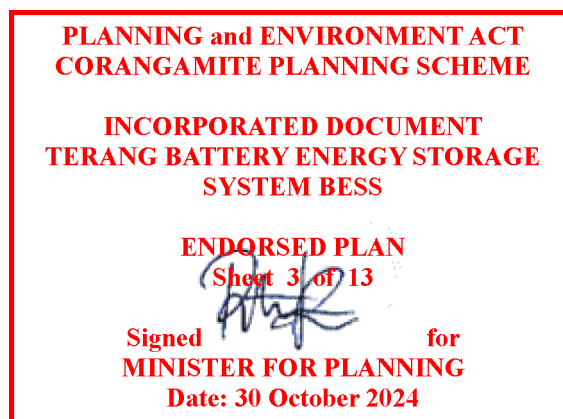 PLANNING and ENVIRONMENT ACT
CORANGAMITE PLANNING SCHEME
INCORPORATED DOCUMENT
TERANG BATTERY ENERGY STORAGE
SYSTEM BESS
ENDORSED PLAN
Sheet 3 of 13
Signed for
MINISTER FOR PLANNING
Date: 30 October 2024